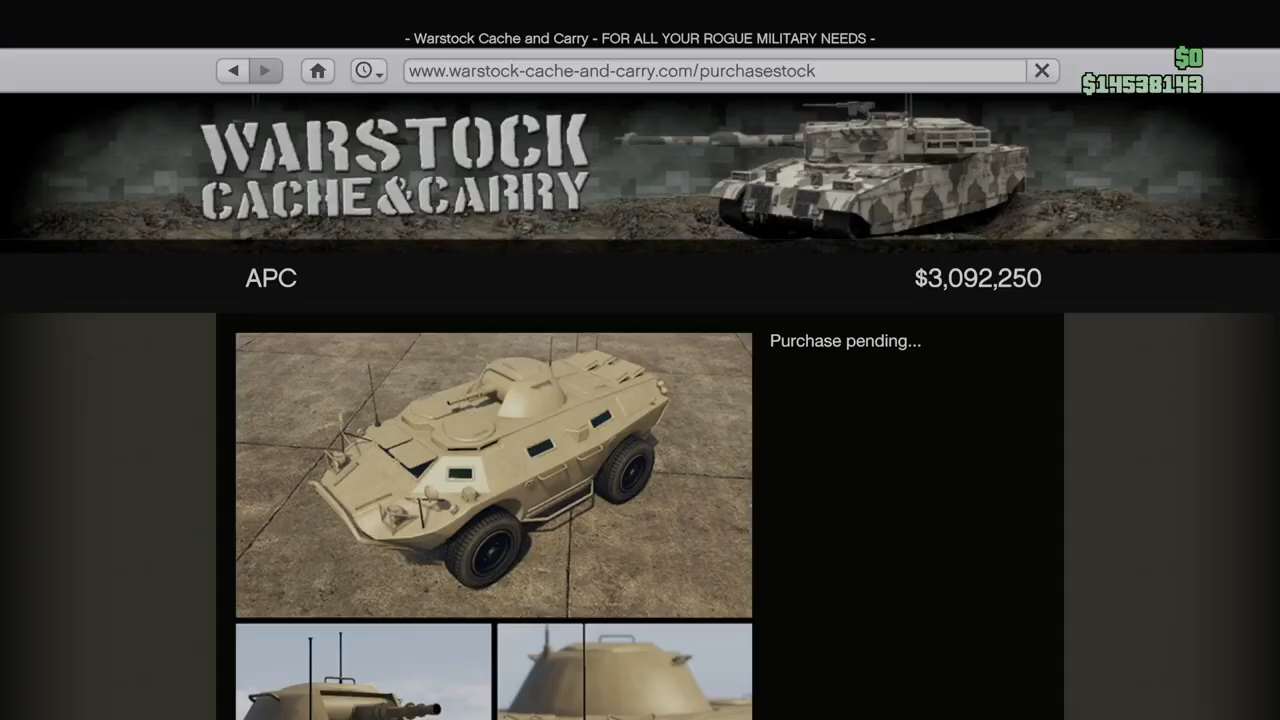 - Warstock Cache and Carry - FOR ALL YOUR ROGUE MILITARY NEEDS -
www.warstock-cache-and-carry.com/purchasestock
$0
$14538143
WARSTOCK
CACHE&CARRY
APC
$3,092,250
Purchase pending...